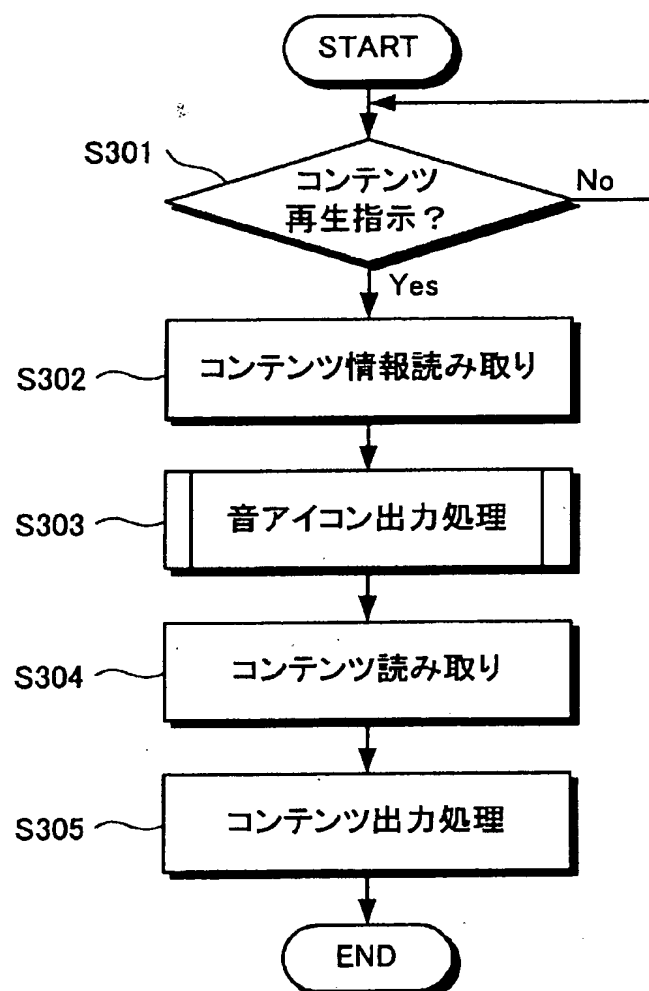 START
S301
コンテンツ
再生指示？
No
Yes
S302
コンテンツ情報読み取り
S303
音アイコン出力処理
S304
コンテンツ読み取り
S305
コンテンツ出力処理
END